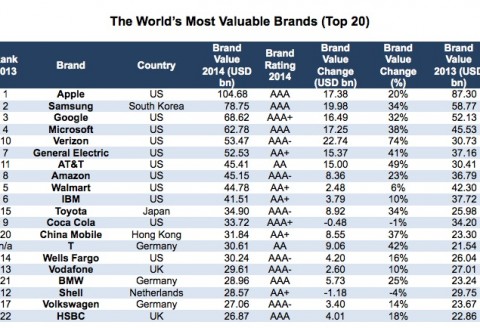 The World's Most Valuable Brands (Top 20)
Rank 2013 Brand Country Brand Value 2014 (USD bn) Brand Rating 2014 Brand Value Change (USD bn) Brand Value Change (%) Brand Value 2013 (USD bn)
1 Apple US 104.68 AAA 17.38 20% 87.30
2 Samsung South Korea 78.75 AAA 19.98 34% 58.77
3 Google US 68.62 AAA+ 16.49 32% 52.13
4 Microsoft US 62.78 AAA 17.25 38% 45.53
10 Verizon US 53.47 AAA- 22.74 74% 30.73
7 General Electric US 52.53 AA+ 15.37 41% 37.16
11 AT&T US 45.41 AA 15.00 49% 30.41
8 Amazon US 45.15 AAA- 8.36 23% 36.79
5 Walmart US 44.78 AA+ 2.48 6% 42.30
6 IBM US 41.51 AA+ 3.79 10% 37.72
15 Toyota Japan 34.90 AAA- 8.92 34% 25.98
9 Coca Cola US 33.72 AAA+ -0.48 -1% 34.20
20 China Mobile Hong Kong 31.84 AA+ 8.55 37% 23.30
n/a T Germany 30.61 AA 9.06 42% 21.54
14 Wells Fargo US 30.24 AAA- 4.20 16% 26.04
13 Vodafone UK 29.61 AAA- 2.60 10% 27.01
21 BMW Germany 28.96 AAA 5.73 25% 23.24
12 Shell Netherlands 28.57 AA+ -1.18 -4% 29.75
17 Volkswagen Germany 27.06 AAA- 3.40 14% 23.67
22 HSBC UK 26.87 AAA 4.01 18% 22.86